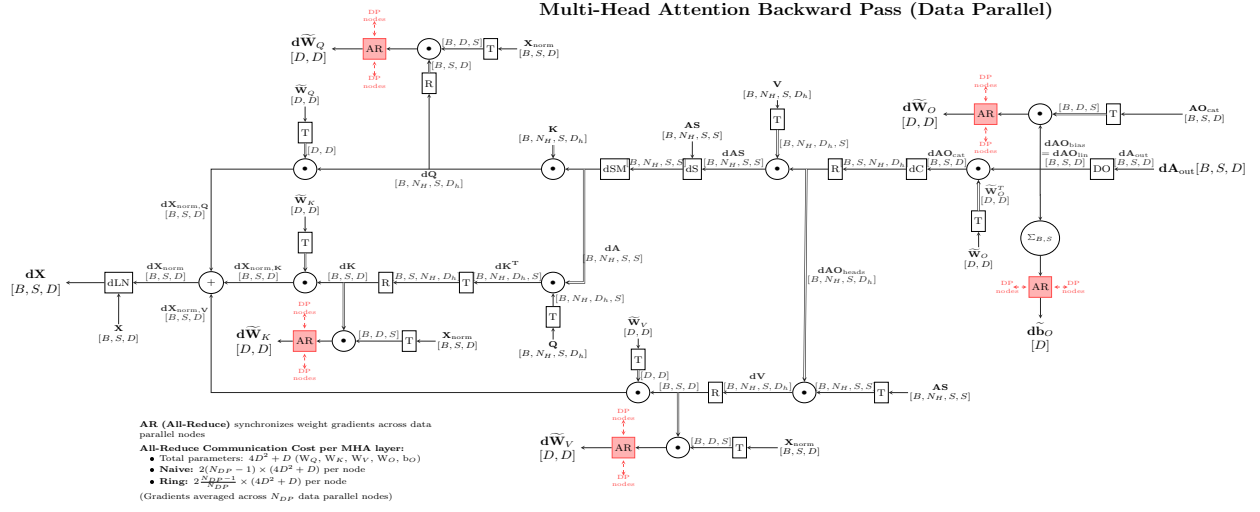 Multi-Head Attention Backward Pass (Data Parallel)
DP nodes
dW̃_Q
[D, D]
AR
[B, D, S]
T
X_norm
[B, S, D]
DP nodes
[B, S, D]
R
W̃_Q
[D, D]
T
[D, D]
dQ
[B, N_H, S, D_h]
K
[B, N_H, S, D_h]
dSM
[B, N_H, S, S]
AS
[B, N_H, S, S]
dS
dAS
[B, N_H, S, S]
V
[B, N_H, S, D_h]
T
[B, N_H, D_h, S]
R
[B, S, N_H, D_h]
dC
dAO_cat
[B, S, D]
W̃_O^T
[D, D]
T
W̃_O
[D, D]
DP nodes
dW̃_O
[D, D]
AR
[B, D, S]
T
AO_cat
[B, S, D]
DP nodes
dAO_bias
= dAO_lin
[B, S, D]
DO
dA_out
[B, S, D]
dA_out[B, S, D]
Σ_{B,S}
DP nodes
AR
DP nodes
db̃_O
[D]
dX_norm,Q
[B, S, D]
W̃_K
[D, D]
T
dA
[B, N_H, S, S]
dX
[B, S, D]
dLN
dX_norm
[B, S, D]
+
dX_norm,K
[B, S, D]
dK
[B, S, D]
R
[B, S, N_H, D_h]
T
dK^T
[B, N_H, D_h, S]
[B, N_H, D_h, S]
T
Q
[B, N_H, S, D_h]
dAO_heads
[B, N_H, S, D_h]
X
[B, S, D]
dX_norm,V
[B, S, D]
DP nodes
dW̃_K
[D, D]
AR
[B, D, S]
T
X_norm
[B, S, D]
DP nodes
W̃_V
[D, D]
T
[D, D]
[B, S, D]
R
dV
[B, N_H, S, D_h]
[B, N_H, S, S]
T
AS
[B, N_H, S, S]
DP nodes
dW̃_V
[D, D]
AR
[B, D, S]
T
X_norm
[B, S, D]
DP nodes
AR (All-Reduce) synchronizes weight gradients across data
parallel nodes
All-Reduce Communication Cost per MHA layer:
• Total parameters: 4D² + D (W_Q, W_K, W_V, W_O, b_O)
• Naive: 2(N_DP − 1) × (4D² + D) per node
• Ring: 2 (N_DP−1)/N_DP × (4D² + D) per node
(Gradients averaged across N_DP data parallel nodes)